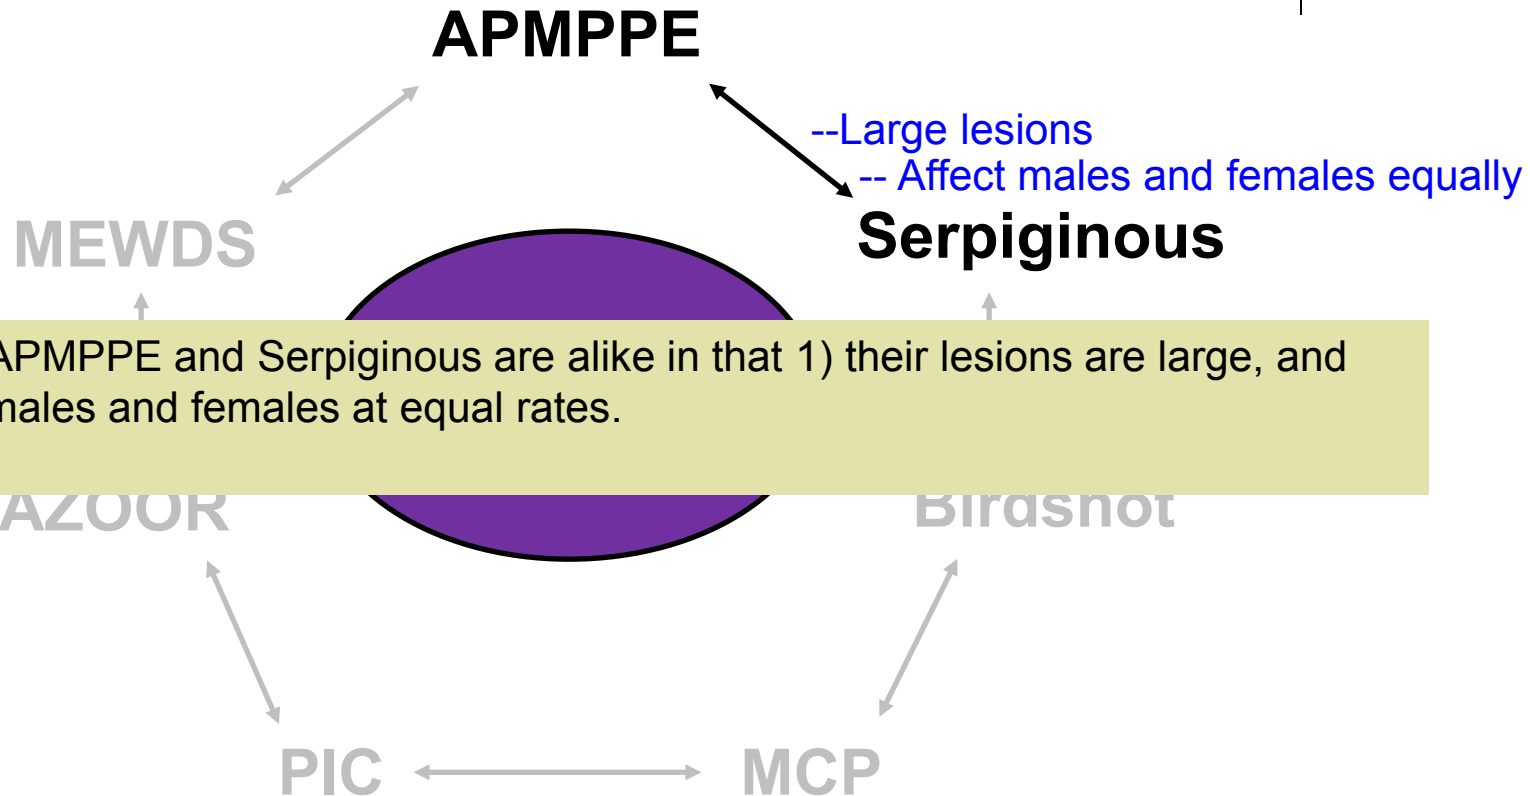 APMPPE
--Large lesions
-- Affect males and females equally
MEWDS
Serpiginous
APMPPE and Serpiginous are alike in that 1) their lesions are large, and
males and females at equal rates.
AZOOR
Birdshot
PIC
MCP